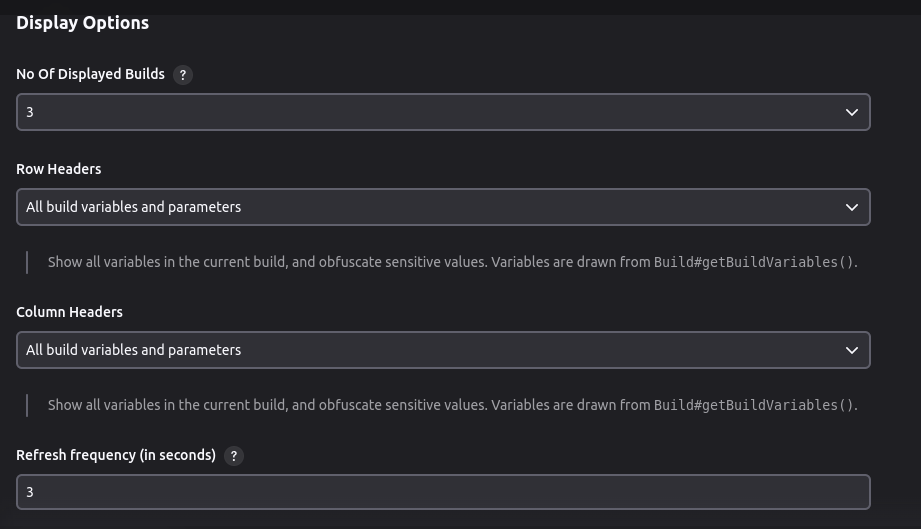 Display Options
No Of Displayed Builds ?
3
Row Headers
All build variables and parameters
Show all variables in the current build, and obfuscate sensitive values. Variables are drawn from Build#getBuildVariables().
Column Headers
All build variables and parameters
Show all variables in the current build, and obfuscate sensitive values. Variables are drawn from Build#getBuildVariables().
Refresh frequency (in seconds) ?
3